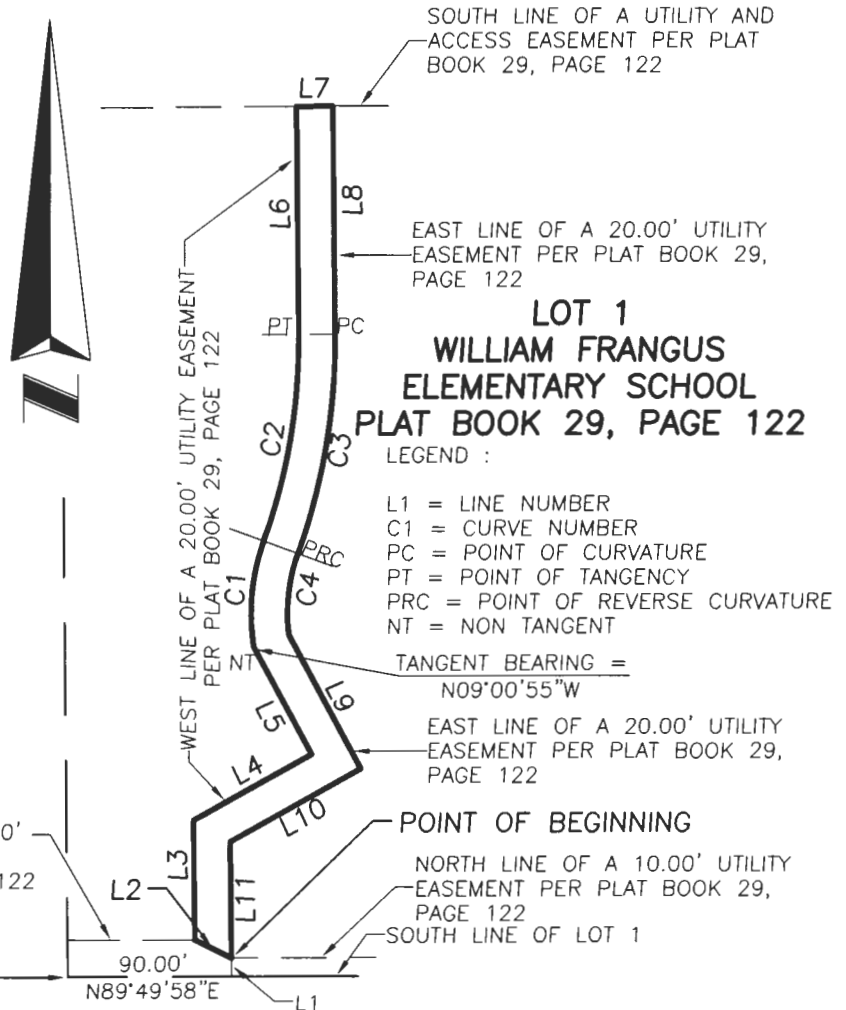 SOUTH LINE OF A UTILITY AND
ACCESS EASEMENT PER PLAT
BOOK 29, PAGE 122
L7
L6
L8
EAST LINE OF A 20.00' UTILITY
EASEMENT PER PLAT BOOK 29,
PAGE 122
WEST LINE OF A 20.00' UTILITY EASEMENT
PER PLAT BOOK 29, PAGE 122
PT
PC
LOT 1
WILLIAM FRANGUS
ELEMENTARY SCHOOL
PLAT BOOK 29, PAGE 122
C2
C3
LEGEND :
L1 = LINE NUMBER
C1 = CURVE NUMBER
PC = POINT OF CURVATURE
PT = POINT OF TANGENCY
PRC = POINT OF REVERSE CURVATURE
NT = NON TANGENT
PRC
C1
C4
NT
TANGENT BEARING =
N09°00'55"W
L5
L9
EAST LINE OF A 20.00' UTILITY
EASEMENT PER PLAT BOOK 29,
PAGE 122
L4
L10
POINT OF BEGINNING
0'
122
L3
L2
L11
NORTH LINE OF A 10.00' UTILITY
EASEMENT PER PLAT BOOK 29,
PAGE 122
SOUTH LINE OF LOT 1
90.00'
N89°49'58"E
L1
N